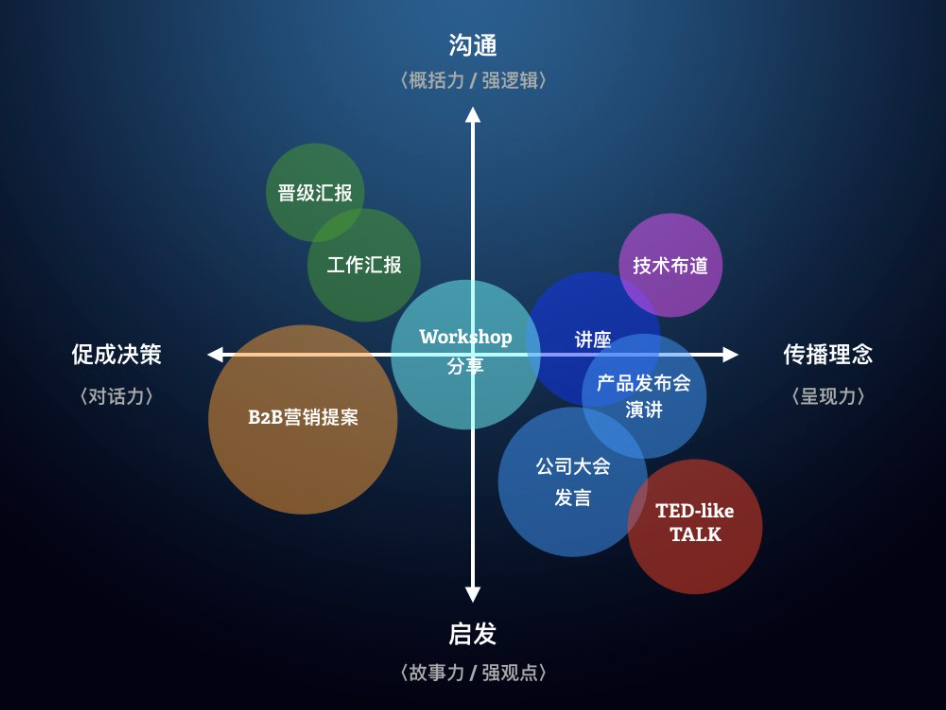 沟通
〈概括力 / 强逻辑〉
晋级汇报
工作汇报
技术布道
Workshop
分享
讲座
促成决策
〈对话力〉
传播理念
〈呈现力〉
B2B营销提案
产品发布会
演讲
公司大会
发言
TED-like
TALK
启发
〈故事力 / 强观点〉